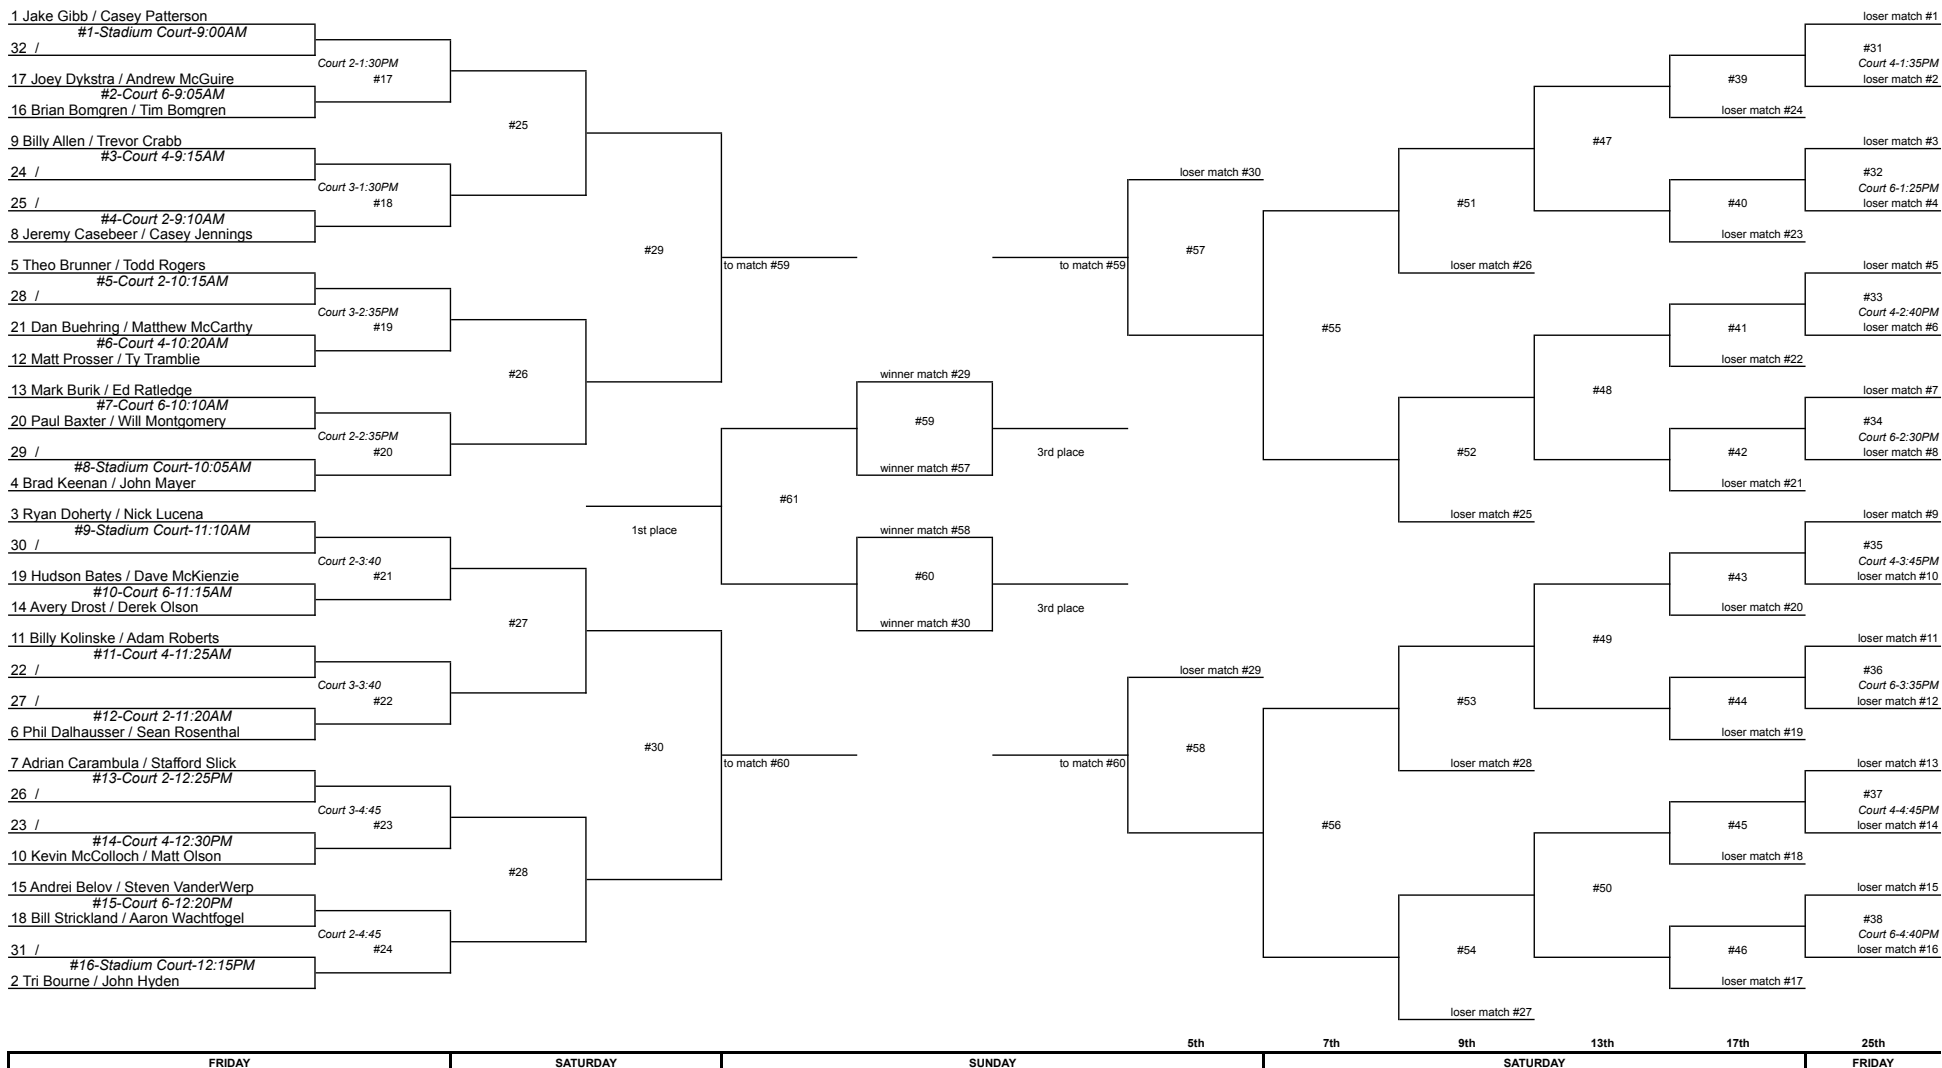 1 Jake Gibb / Casey Patterson
#1-Stadium Court-9:00AM
32 /
Court 2-1:30PM
#17
17 Joey Dykstra / Andrew McGuire
#2-Court 6-9:05AM
16 Brian Bomgren / Tim Bomgren
#25
9 Billy Allen / Trevor Crabb
#3-Court 4-9:15AM
24 /
Court 3-1:30PM
#18
25 /
#4-Court 2-9:10AM
8 Jeremy Casebeer / Casey Jennings
#29
5 Theo Brunner / Todd Rogers
#5-Court 2-10:15AM
28 /
Court 3-2:35PM
#19
21 Dan Buehring / Matthew McCarthy
#6-Court 4-10:20AM
12 Matt Prosser / Ty Tramblie
#26
13 Mark Burik / Ed Ratledge
#7-Court 6-10:10AM
20 Paul Baxter / Will Montgomery
Court 2-2:35PM
#20
29 /
#8-Stadium Court-10:05AM
4 Brad Keenan / John Mayer
3 Ryan Doherty / Nick Lucena
#9-Stadium Court-11:10AM
30 /
Court 2-3:40
#21
19 Hudson Bates / Dave McKienzie
#10-Court 6-11:15AM
14 Avery Drost / Derek Olson
#27
11 Billy Kolinske / Adam Roberts
#11-Court 4-11:25AM
22 /
Court 3-3:40
#22
27 /
#12-Court 2-11:20AM
6 Phil Dalhausser / Sean Rosenthal
#30
7 Adrian Carambula / Stafford Slick
#13-Court 2-12:25PM
26 /
Court 3-4:45
#23
23 /
#14-Court 4-12:30PM
10 Kevin McColloch / Matt Olson
#28
15 Andrei Belov / Steven VanderWerp
#15-Court 6-12:20PM
18 Bill Strickland / Aaron Wachtfogel
Court 2-4:45
#24
31 /
#16-Stadium Court-12:15PM
2 Tri Bourne / John Hyden
to match #59
to match #60
1st place
#61
winner match #29
#59
winner match #57
winner match #58
#60
winner match #30
3rd place
3rd place
to match #59
to match #60
loser match #30
#57
loser match #29
#58
#55
#56
#51
loser match #26
#52
loser match #25
#53
loser match #28
#54
loser match #27
#47
#48
#49
#50
#39
loser match #24
#40
loser match #23
#41
loser match #22
#42
loser match #21
#43
loser match #20
#44
loser match #19
#45
loser match #18
#46
loser match #17
loser match #1
#31
Court 4-1:35PM
loser match #2
loser match #3
#32
Court 6-1:25PM
loser match #4
loser match #5
#33
Court 4-2:40PM
loser match #6
loser match #7
#34
Court 6-2:30PM
loser match #8
loser match #9
#35
Court 4-3:45PM
loser match #10
loser match #11
#36
Court 6-3:35PM
loser match #12
loser match #13
#37
Court 4-4:45PM
loser match #14
loser match #15
#38
Court 6-4:40PM
loser match #16
5th 7th 9th 13th 17th 25th
FRIDAY SATURDAY SUNDAY SATURDAY FRIDAY